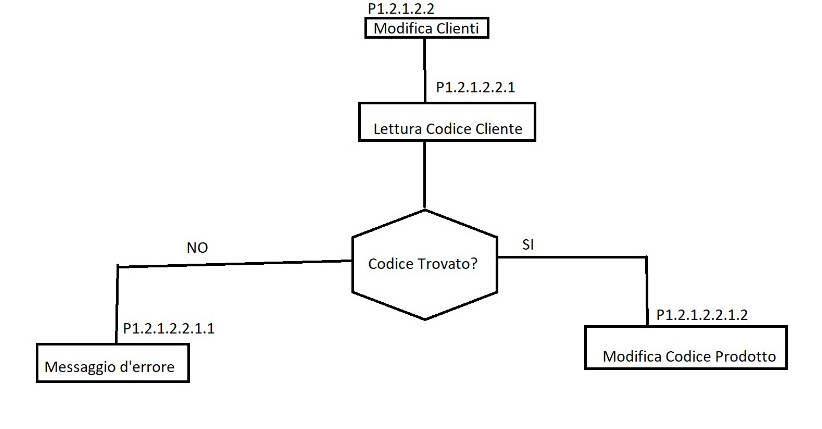 P1.2.1.2.2
Modifica Clienti
P1.2.1.2.2.1
Lettura Codice Cliente
Codice Trovato?
NO
SI
P1.2.1.2.2.1.1
Messaggio d'errore
P1.2.1.2.2.1.2
Modifica Codice Prodotto